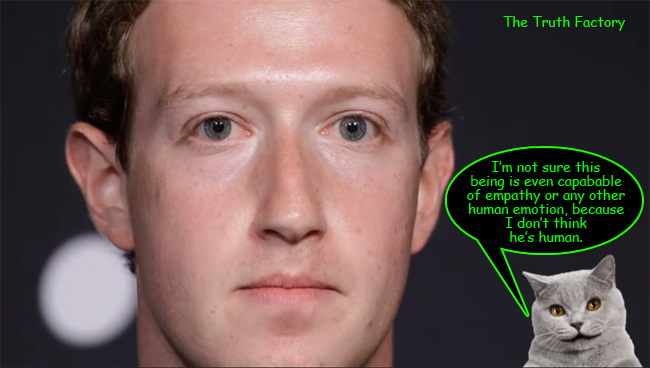 The Truth Factory
I'm not sure this
being is even capabable
of empathy or any other
human emotion, because
I don't think
he's human.